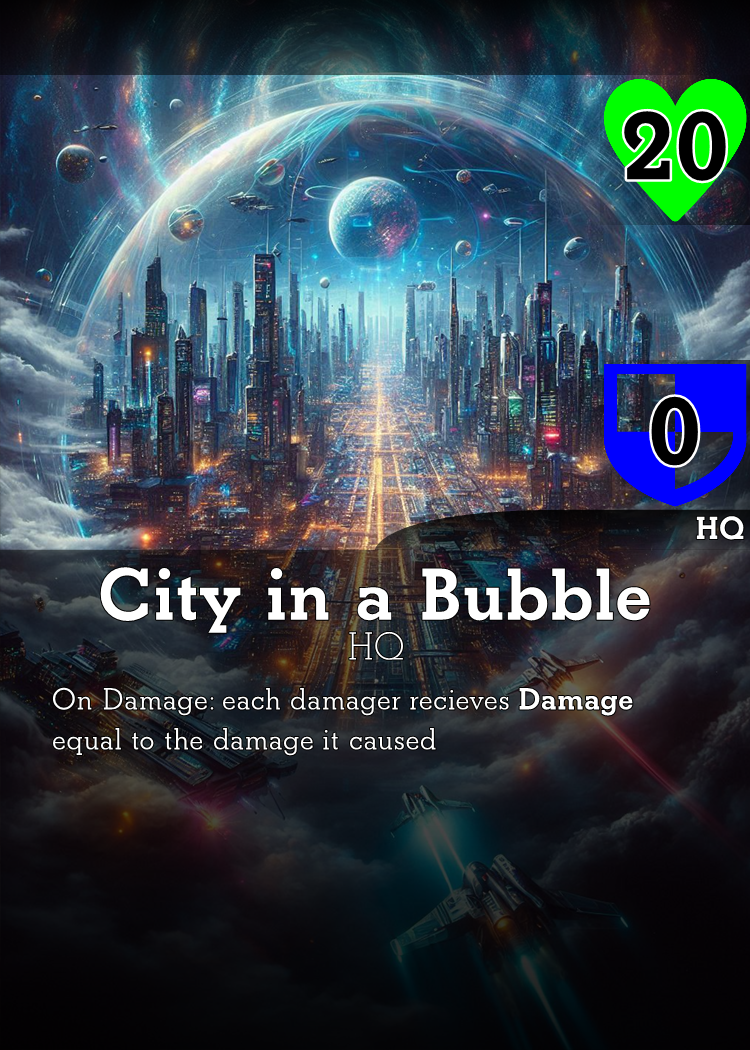 20
0
HQ
City in a Bubble
HQ
On Damage: each damager recieves Damage
equal to the damage it caused